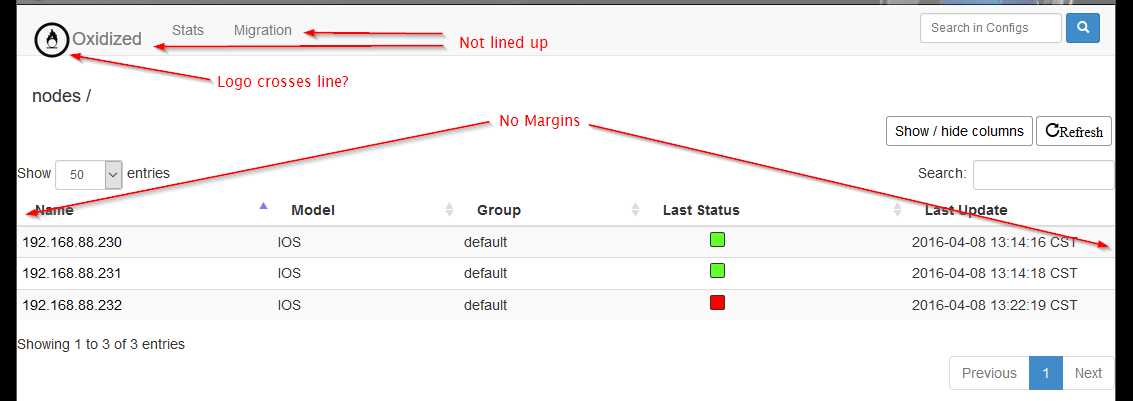 Oxidized Stats Migration Search in Configs
Not lined up
Logo crosses line?
nodes /
No Margins
Show / hide columns Refresh
Show 50 entries Search:
Name Model Group Last Status Last Update
192.168.88.230 IOS default 2016-04-08 13:14:16 CST
192.168.88.231 IOS default 2016-04-08 13:14:18 CST
192.168.88.232 IOS default 2016-04-08 13:22:19 CST
Showing 1 to 3 of 3 entries
Previous 1 Next